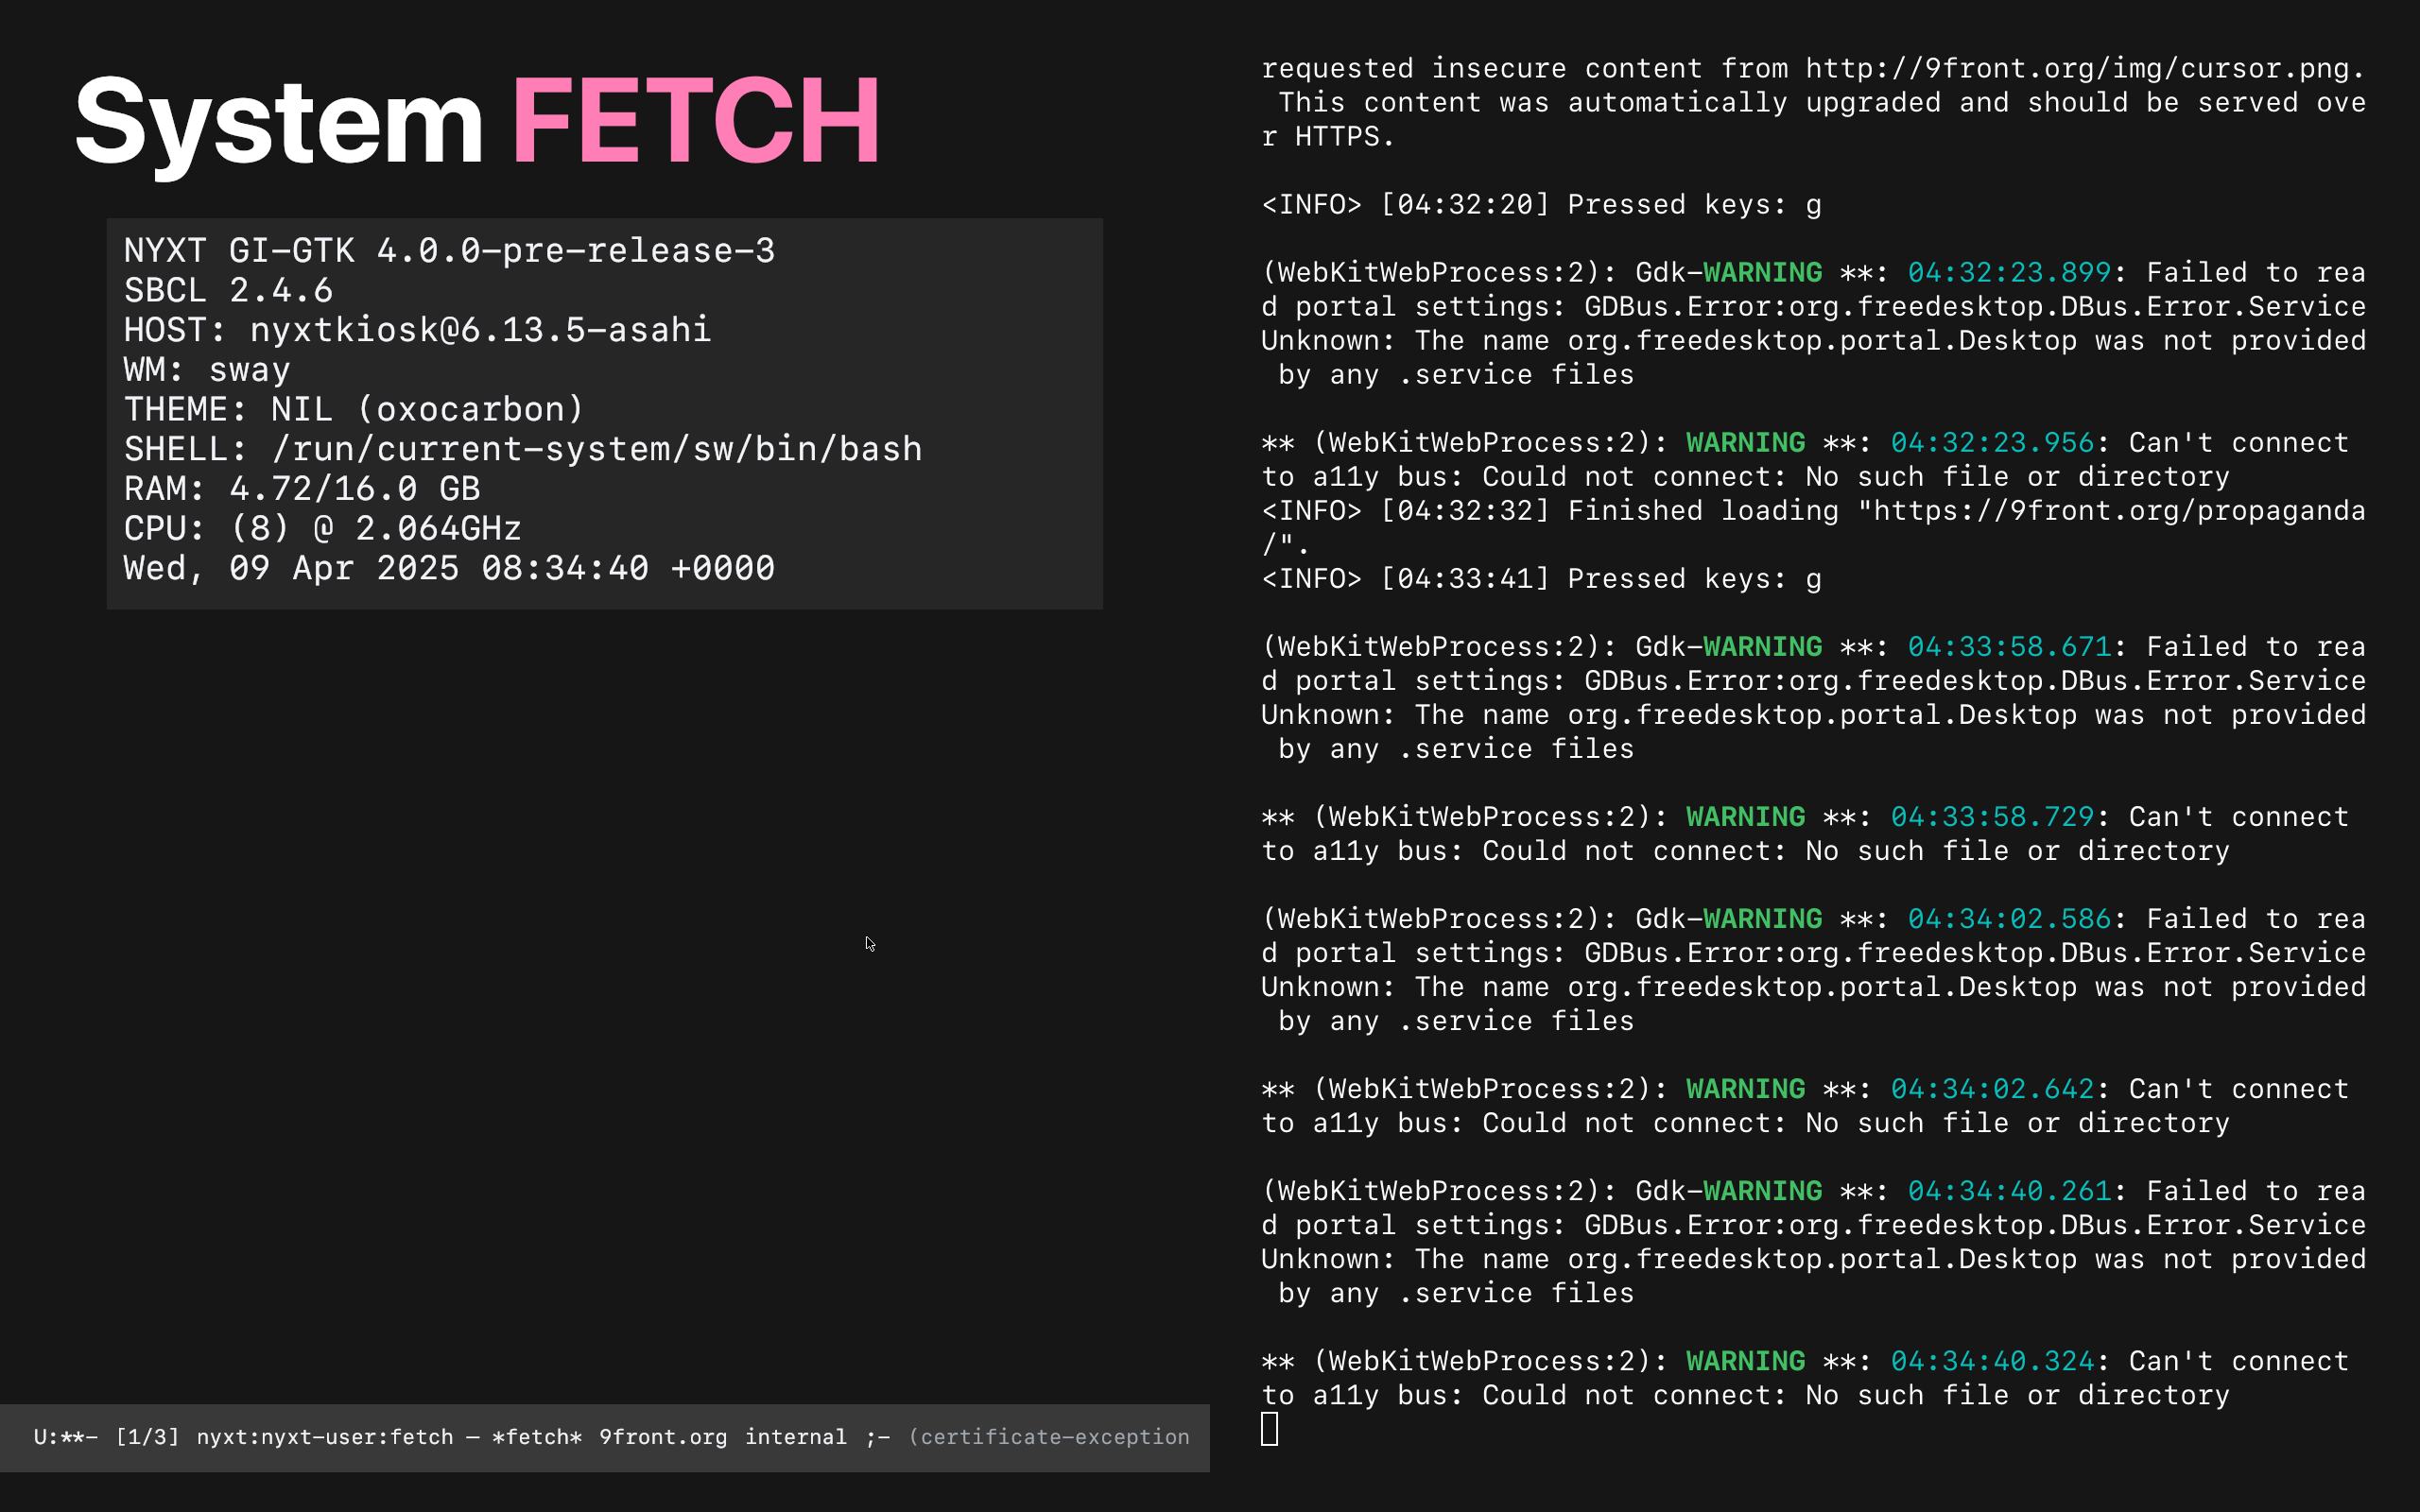 System FETCH
NYXT GI-GTK 4.0.0-pre-release-3
SBCL 2.4.6
HOST: nyxtkiosk@6.13.5-asahi
WM: sway
THEME: NIL (oxocarbon)
SHELL: /run/current-system/sw/bin/bash
RAM: 4.72/16.0 GB
CPU: (8) @ 2.064GHz
Wed, 09 Apr 2025 08:34:40 +0000
U:**- [1/3] nyxt:nyxt-user:fetch — *fetch* 9front.org internal ;- (certificate-exception
requested insecure content from http://9front.org/img/cursor.png.
 This content was automatically upgraded and should be served ove
r HTTPS.
<INFO> [04:32:20] Pressed keys: g
(WebKitWebProcess:2): Gdk-WARNING **: 04:32:23.899: Failed to rea
d portal settings: GDBus.Error:org.freedesktop.DBus.Error.Service
Unknown: The name org.freedesktop.portal.Desktop was not provided
 by any .service files
** (WebKitWebProcess:2): WARNING **: 04:32:23.956: Can't connect
to a11y bus: Could not connect: No such file or directory
<INFO> [04:32:32] Finished loading "https://9front.org/propaganda
/".
<INFO> [04:33:41] Pressed keys: g
(WebKitWebProcess:2): Gdk-WARNING **: 04:33:58.671: Failed to rea
d portal settings: GDBus.Error:org.freedesktop.DBus.Error.Service
Unknown: The name org.freedesktop.portal.Desktop was not provided
 by any .service files
** (WebKitWebProcess:2): WARNING **: 04:33:58.729: Can't connect
to a11y bus: Could not connect: No such file or directory
(WebKitWebProcess:2): Gdk-WARNING **: 04:34:02.586: Failed to rea
d portal settings: GDBus.Error:org.freedesktop.DBus.Error.Service
Unknown: The name org.freedesktop.portal.Desktop was not provided
 by any .service files
** (WebKitWebProcess:2): WARNING **: 04:34:02.642: Can't connect
to a11y bus: Could not connect: No such file or directory
(WebKitWebProcess:2): Gdk-WARNING **: 04:34:40.261: Failed to rea
d portal settings: GDBus.Error:org.freedesktop.DBus.Error.Service
Unknown: The name org.freedesktop.portal.Desktop was not provided
 by any .service files
** (WebKitWebProcess:2): WARNING **: 04:34:40.324: Can't connect
to a11y bus: Could not connect: No such file or directory